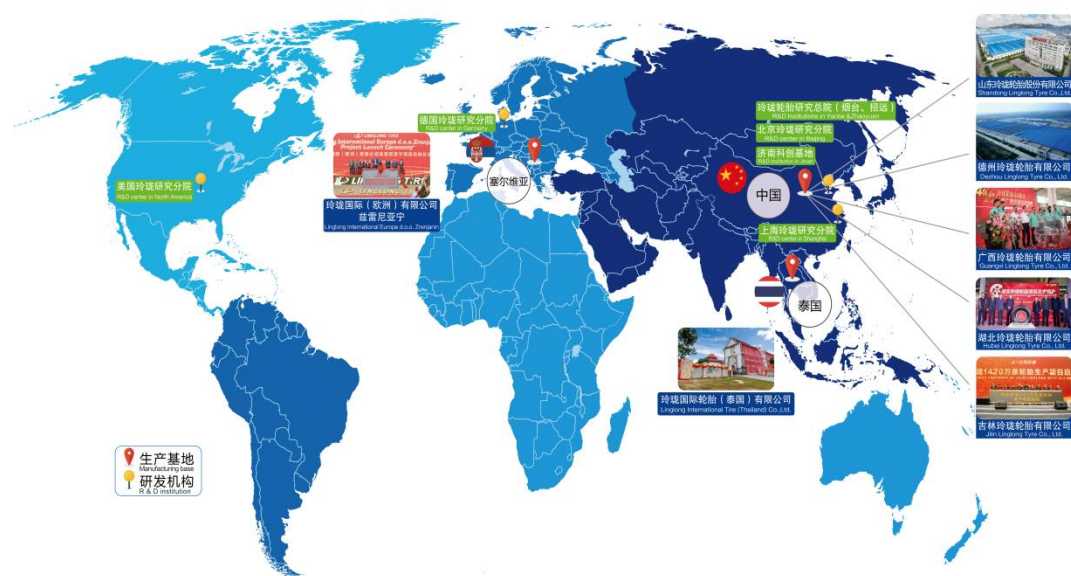 山东玲珑轮胎股份有限公司
Shandong Linglong Tyre Co.,Ltd.
玲珑轮胎研究总院（烟台、招远）
R&D Institutions in Yantai &Zhaoyuan
德国玲珑研究分院
R&D center in Germany
北京玲珑研究分院
R&D center in Beijing
济南科创基地
R&D institution in Jinan
德州玲珑轮胎有限公司
Dezhou Linglong Tyre Co.,Ltd.
美国玲珑研究分院
R&D center in North America
塞尔维亚
中国
玲珑国际（欧洲）有限公司
兹雷尼亚宁
Linglong International Europe d.o.o. Zrenjanin
Project Launch Ceremony
上海玲珑研究分院
R&D center in Shanghai
广西玲珑轮胎有限公司
Guangxi Linglong Tyre Co., Ltd.
泰国
湖北玲珑轮胎有限公司
Hubei Linglong Tyre Co., Ltd.
玲珑国际轮胎（泰国）有限公司
Linglong International Tire (Thailand) Co.,Ltd.
吉林玲珑轮胎有限公司
Jilin Linglong Tyre Co., Ltd.
生产基地
Manufacturing base
研发机构
R & D institution